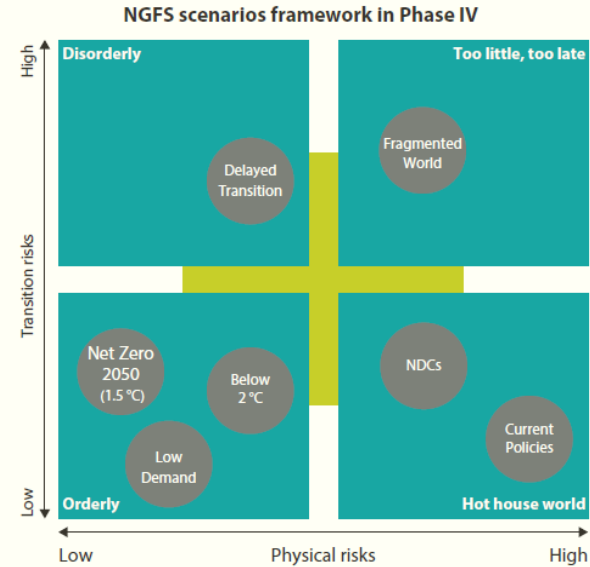 NGFS scenarios framework in Phase IV
High
Disorderly
Too little, too late
Fragmented
World
Delayed
Transition
Transition risks
Net Zero
2050
(1.5 °C)
Below
2 °C
NDCs
Low
Demand
Current
Policies
Low
Orderly
Hot house world
Low
Physical risks
High